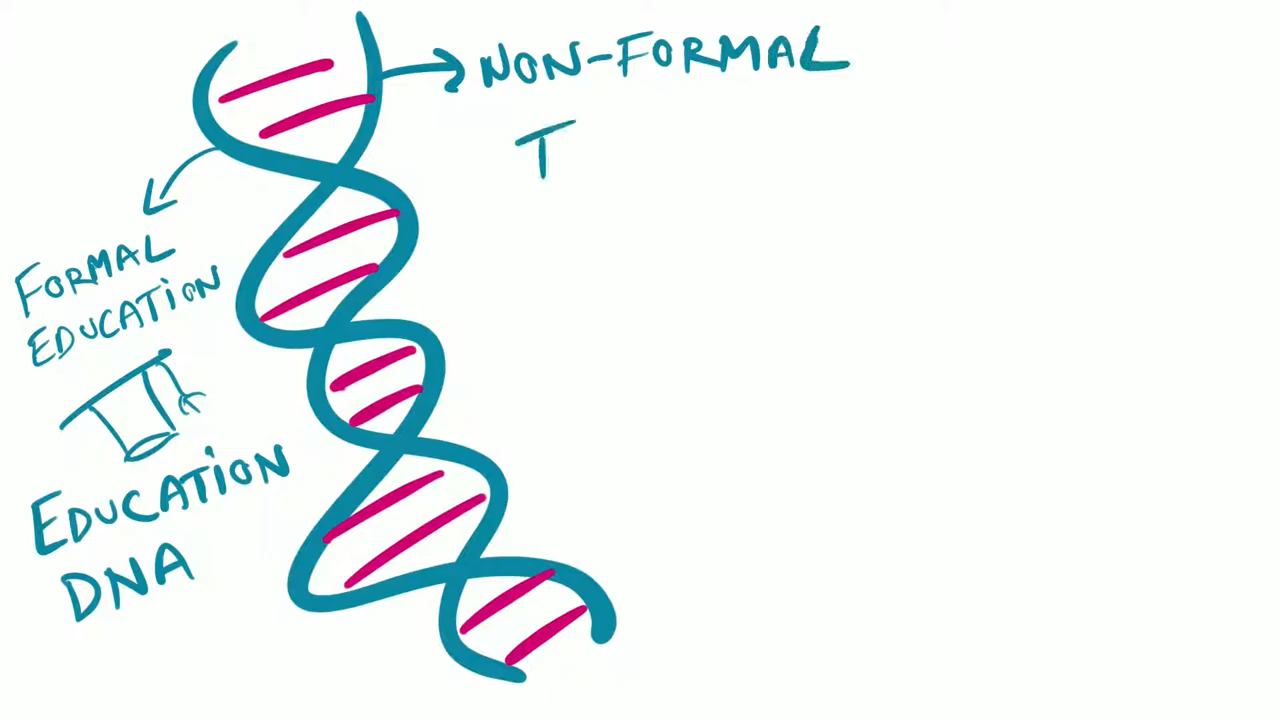 NON-FORMAL
T
FORMAL
EDUCATION
EDUCATION
DNA